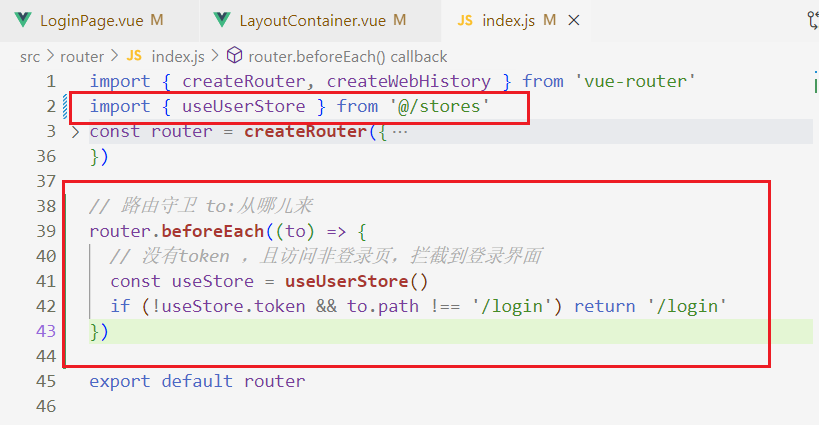 LoginPage.vue M
LayoutContainer.vue M
JS index.js M
src > router > JS index.js > router.beforeEach() callback
1 import { createRouter, createWebHistory } from 'vue-router'
2 import { useUserStore } from '@/stores'
3 const router = createRouter({ ···
36 })
37
38 // 路由守卫 to:从哪儿来
39 router.beforeEach((to) => {
40 // 没有token ，且访问非登录页，拦截到登录界面
41 const useStore = useUserStore()
42 if (!useStore.token && to.path !== '/login') return '/login'
43 })
44
45 export default router
46